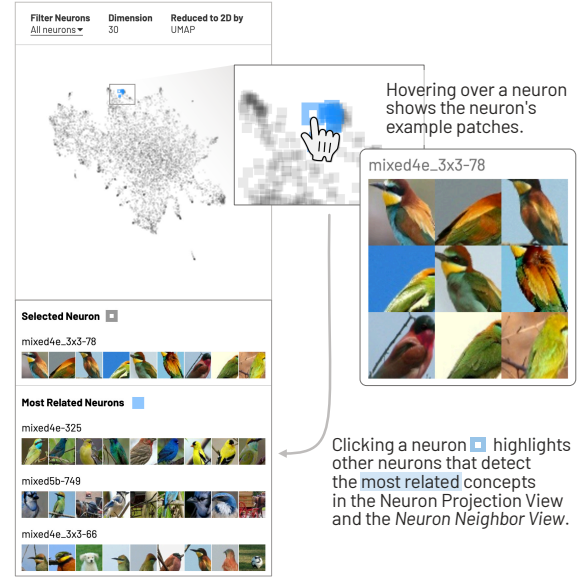 Filter Neurons Dimension Reduced to 2D by
All neurons 30 UMAP
Hovering over a neuron
shows the neuron's
example patches.
mixed4e_3x3-78
Selected Neuron
mixed4e_3x3-78
Most Related Neurons
mixed4e-325
mixed5b-749
mixed4e_3x3-66
Clicking a neuron highlights
other neurons that detect
the most related concepts
in the Neuron Projection View
and the Neuron Neighbor View.